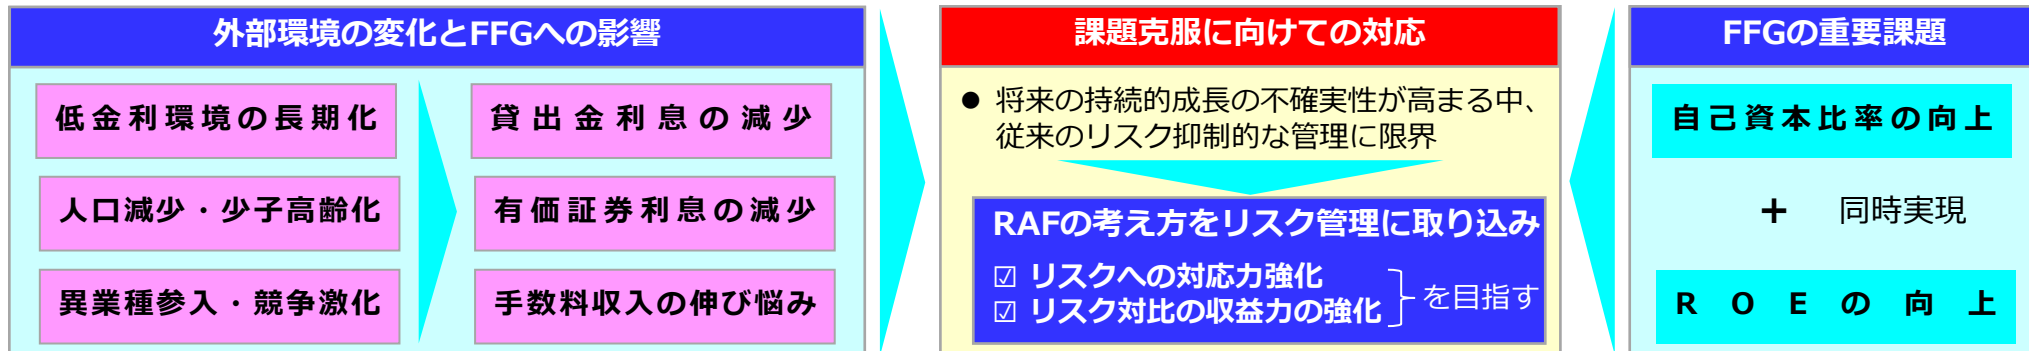 外部環境の変化とFFGへの影響
低金利環境の長期化
人口減少・少子高齢化
異業種参入・競争激化
貸出金利息の減少
有価証券利息の減少
手数料収入の伸び悩み
課題克服に向けての対応
● 将来の持続的成長の不確実性が高まる中、
従来のリスク抑制的な管理に限界
RAFの考え方をリスク管理に取り込み
☑ リスクへの対応力強化
☑ リスク対比の収益力の強化
を目指す
FFGの重要課題
自己資本比率の向上
+ 同時実現
ROEの向上